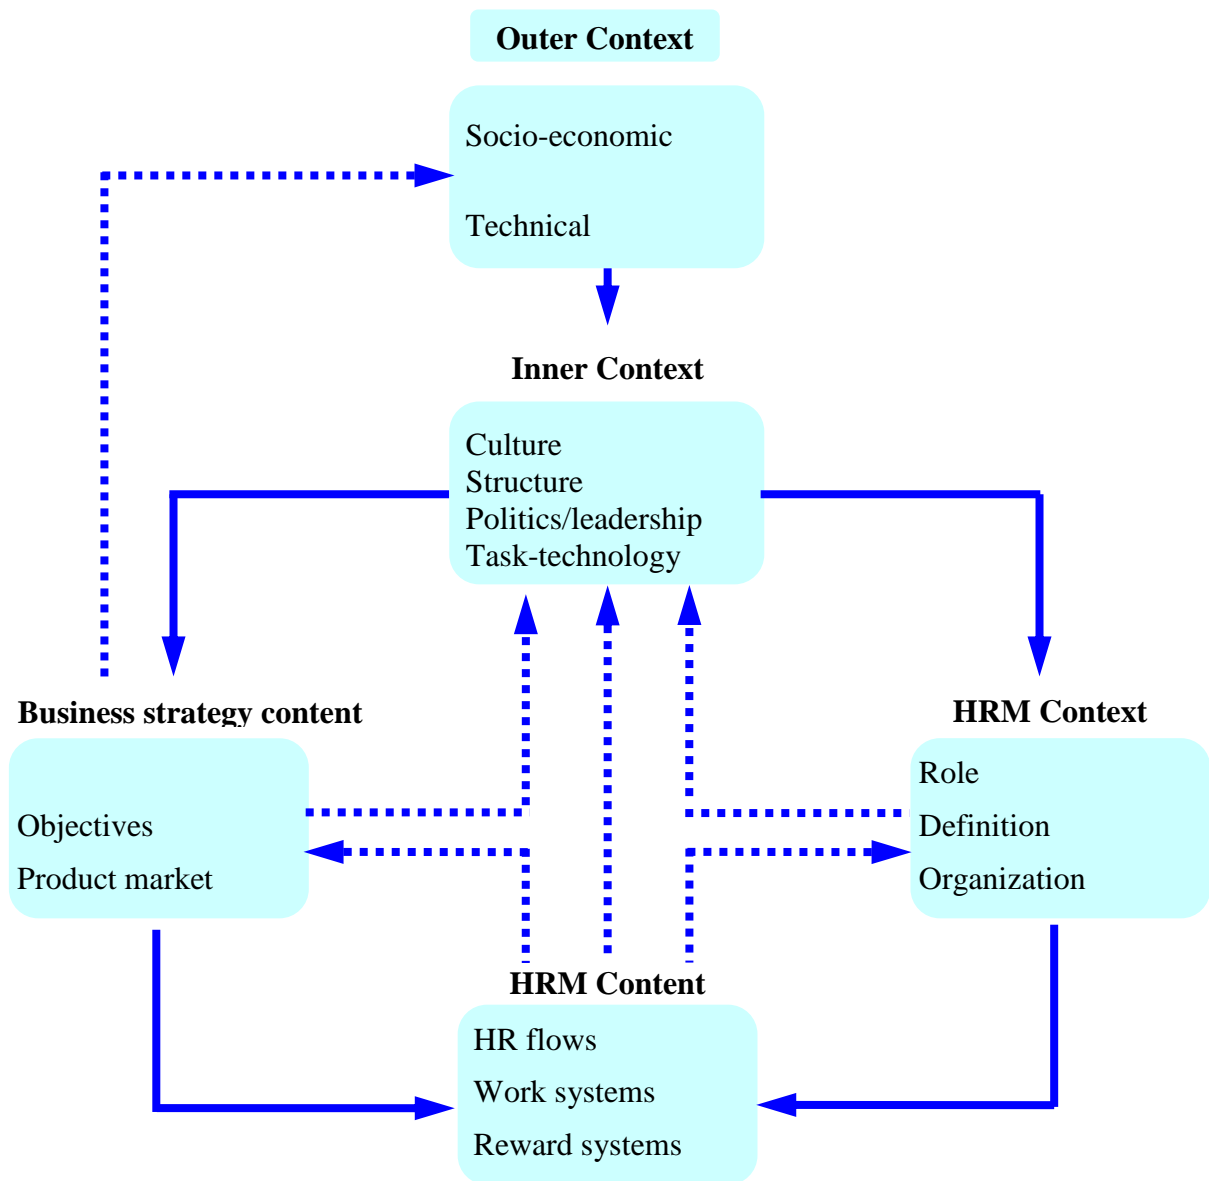 Outer Context
Socio-economic
Technical
Inner Context
Culture
Structure
Politics/leadership
Task-technology
Business strategy content
Objectives
Product market
HRM Context
Role
Definition
Organization
HRM Content
HR flows
Work systems
Reward systems